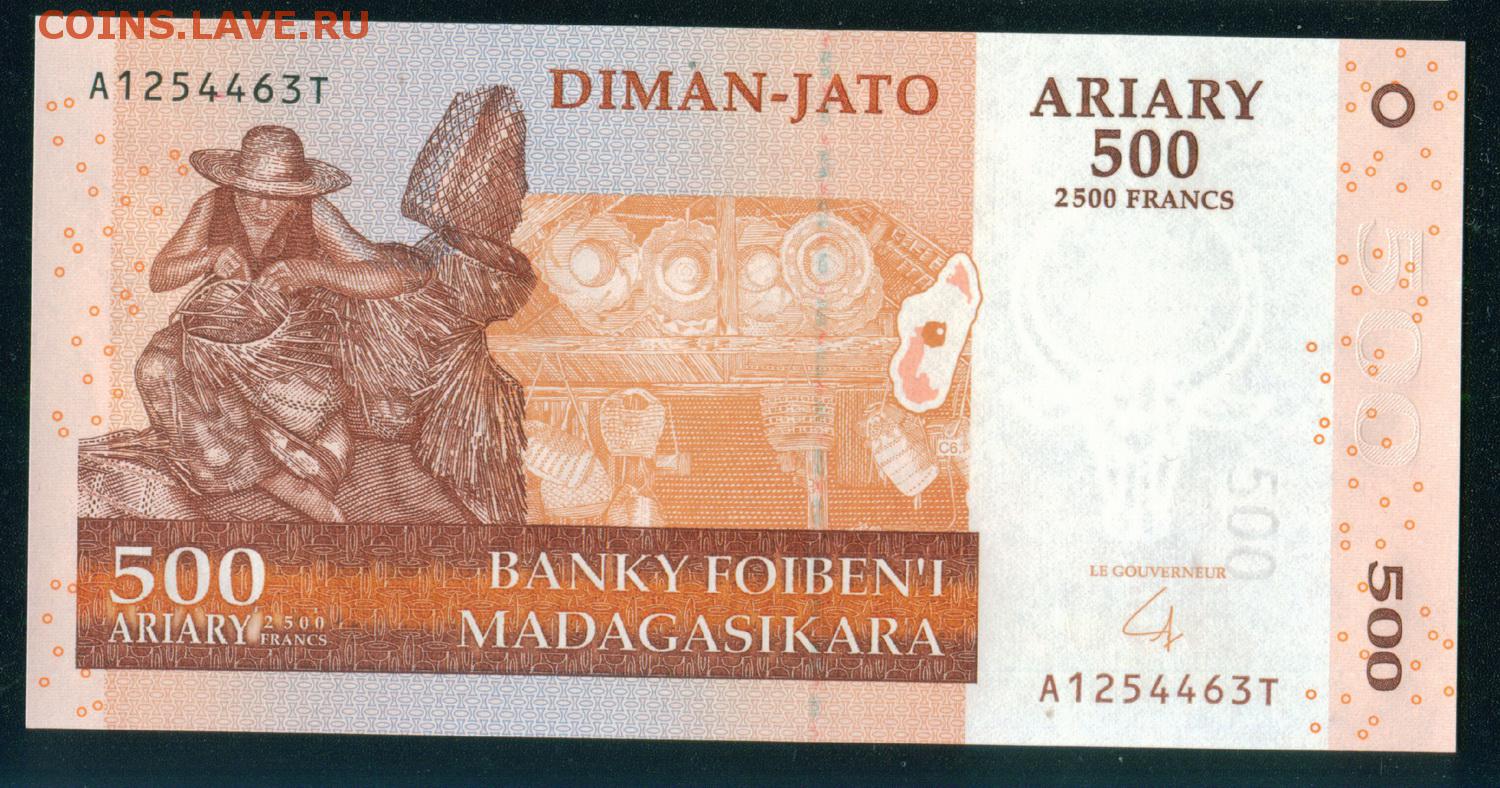 COINS.LAVE.RU
A1254463T
DIMAN-JATO
ARIARY
500
2500 FRANCS
500
500
LE GOUVERNEUR
500
ARIARY
2500
FRANCS
BANKY FOIBEN'I
MADAGASIKARA
A1254463T
500